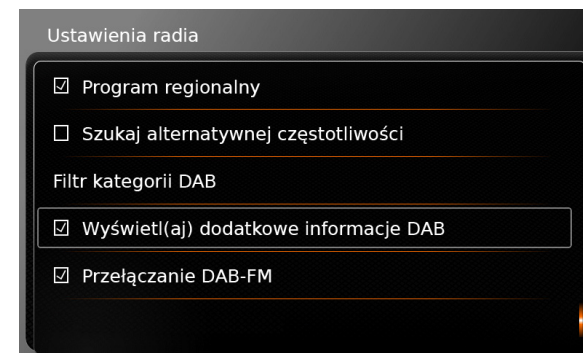 Ustawienia radia
Program regionalny
Szukaj alternatywnej częstotliwości
Filtr kategorii DAB
Wyświetl(aj) dodatkowe informacje DAB
Przełączanie DAB-FM